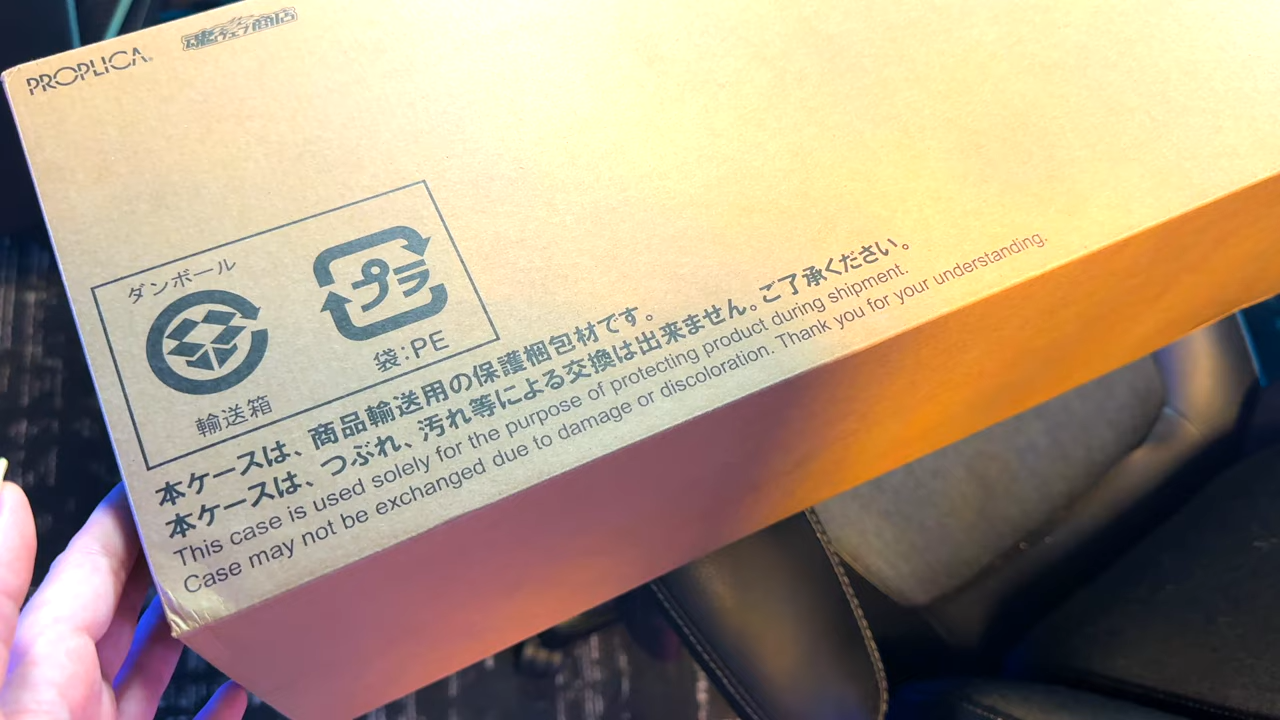 PROPLICA®
魂ウェブ商店
ダンボール
プラ
輸送箱
袋:PE
本ケースは、商品輸送用の保護梱包材です。
本ケースは、つぶれ、汚れ等による交換は出来ません。ご了承ください。
This case is used solely for the purpose of protecting product during shipment.
Case may not be exchanged due to damage or discoloration. Thank you for your understanding.